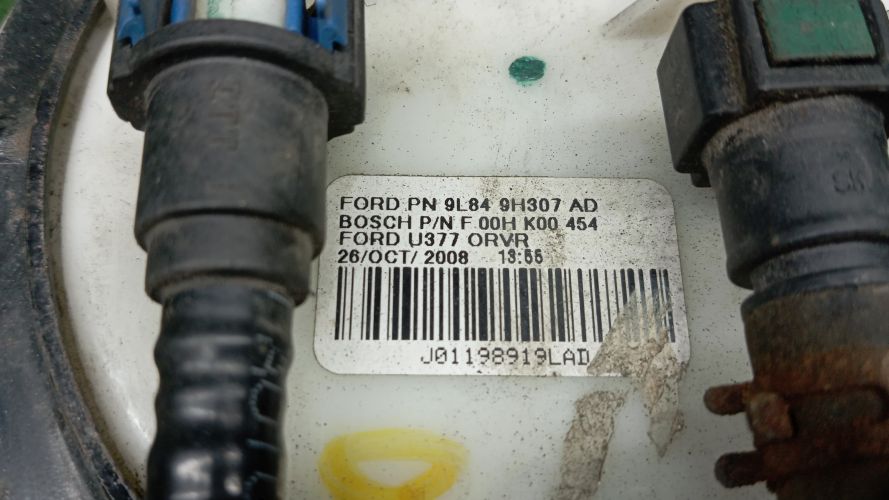 FORD PN 9L84 9H307 AD
BOSCH P/N F 00H K00 454
FORD U377 ORVR
26/OCT/ 2008 13:55
J01198919LAD